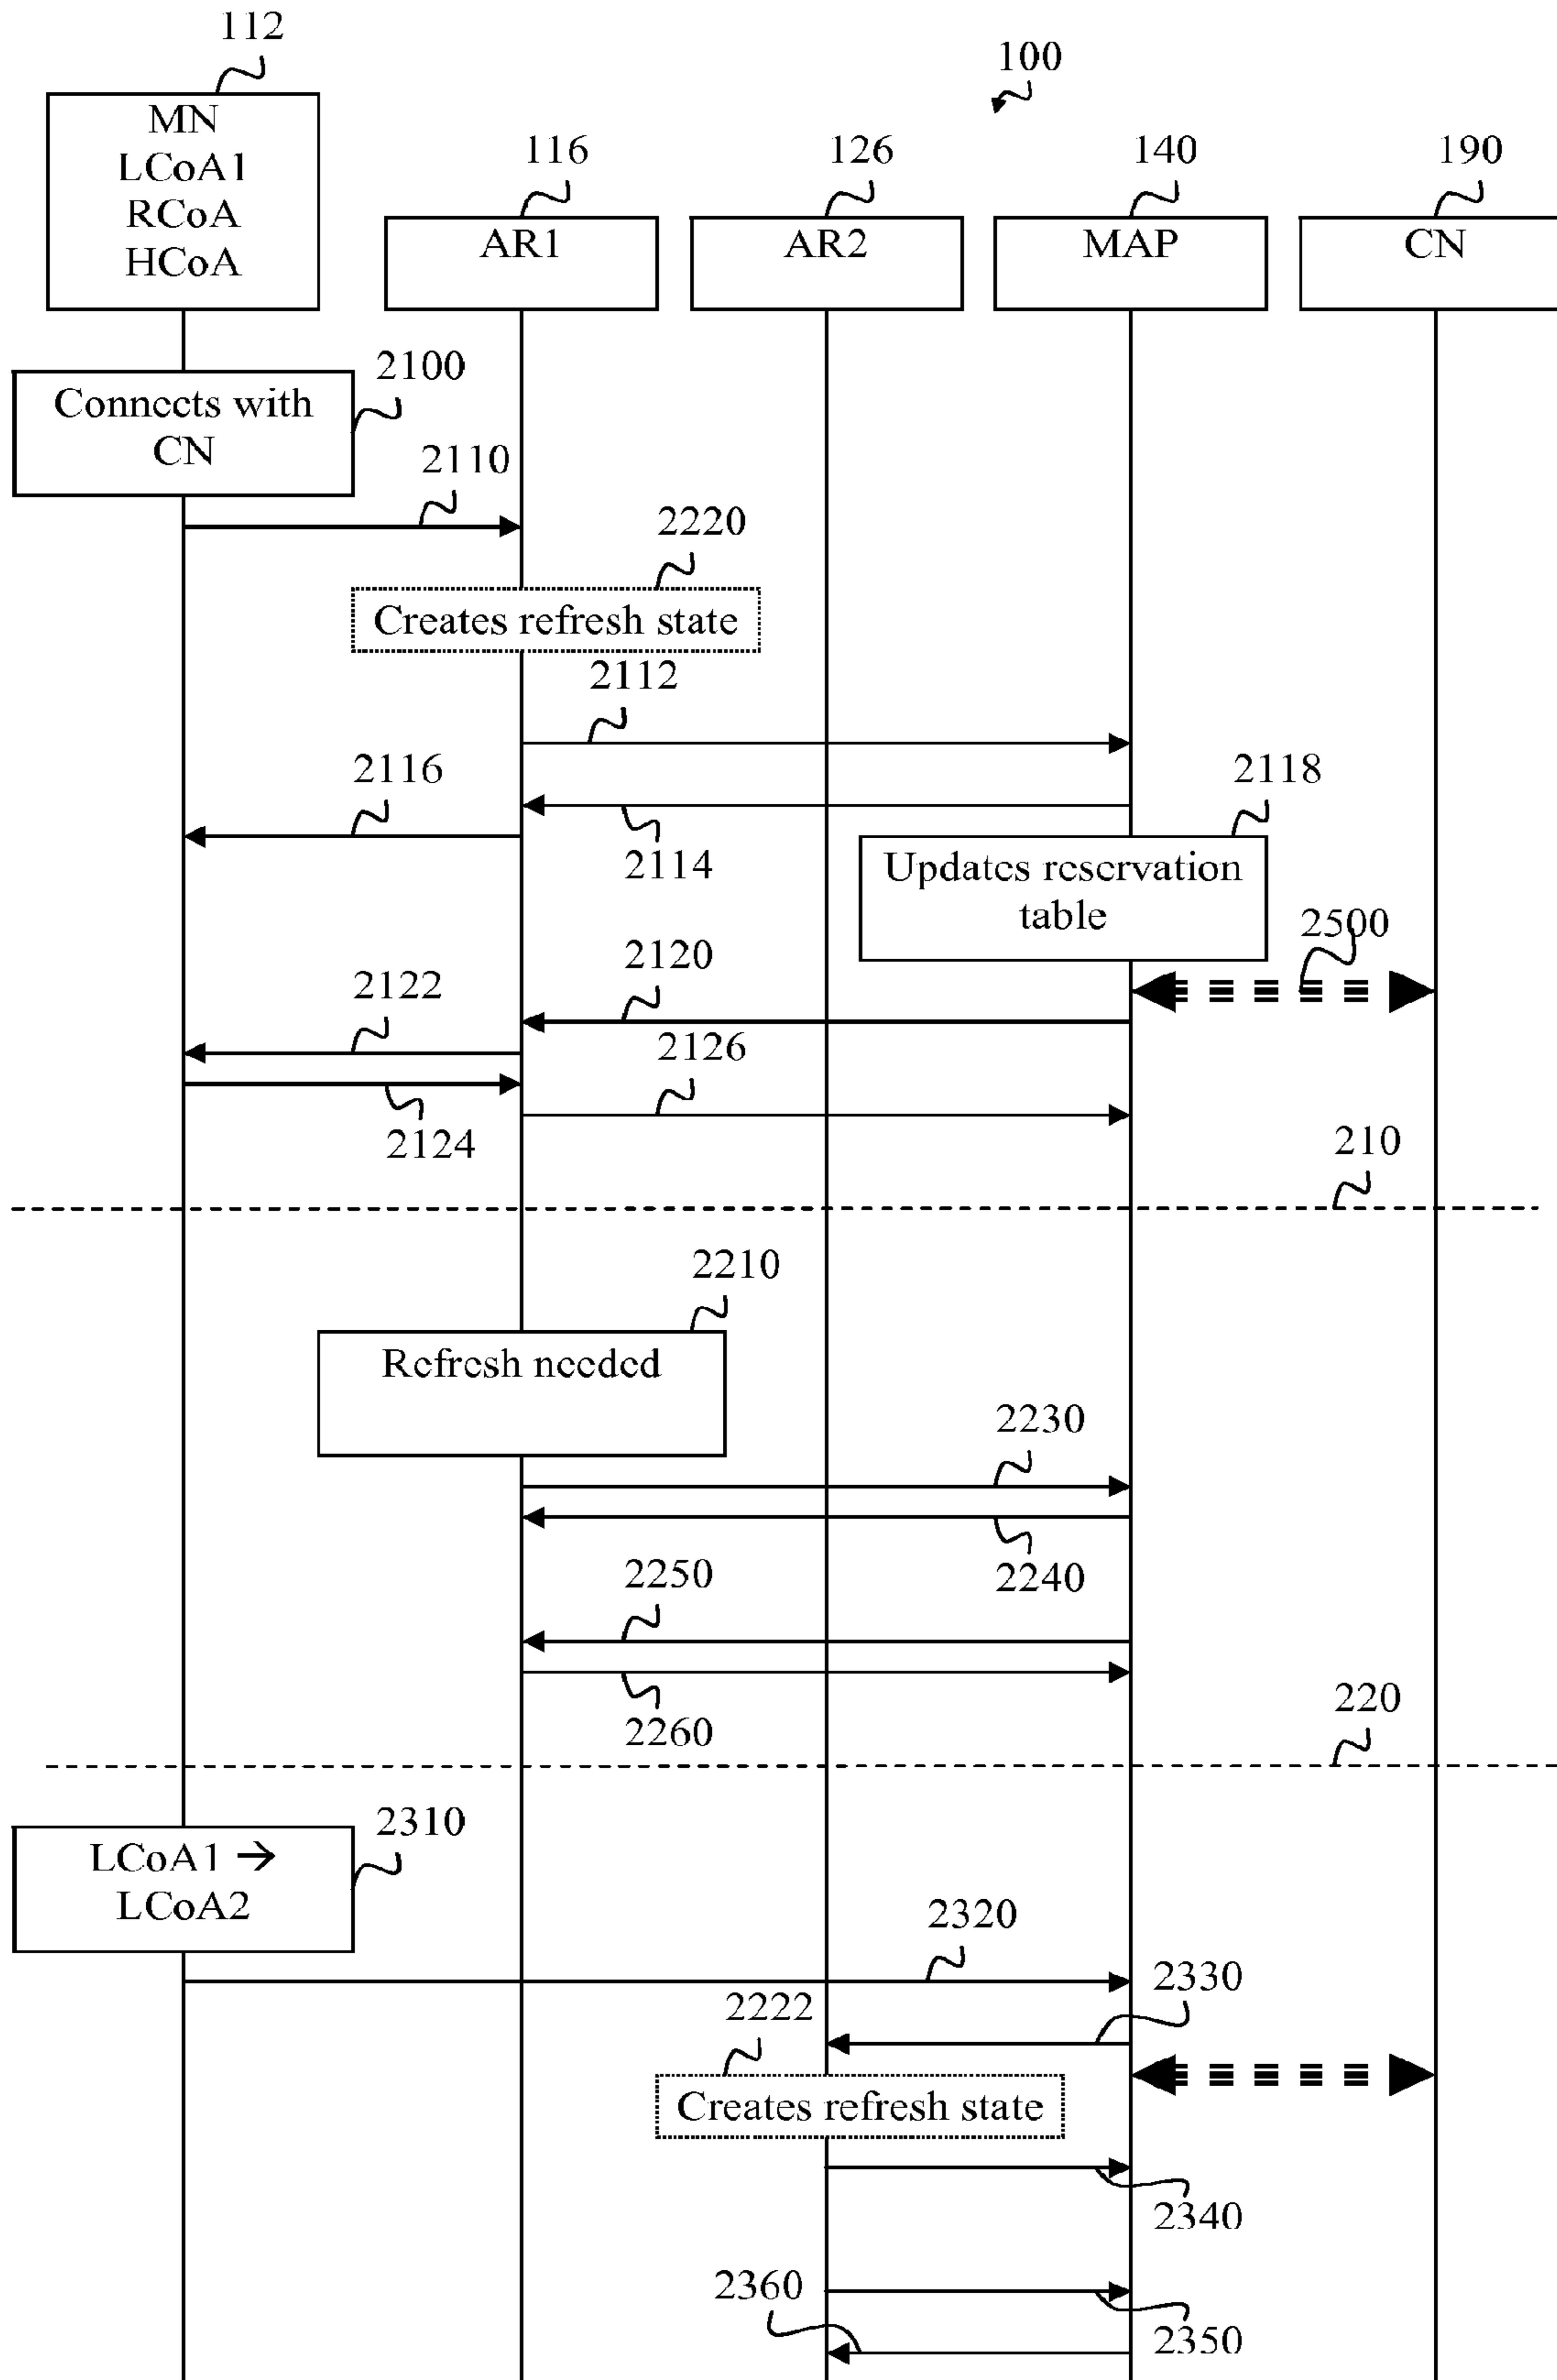 112
100
MN
LCoA1
RCoA
HCoA
116
126
140
190
AR1
AR2
MAP
CN
2100
Connects with
CN
2110
2220
Creates refresh state
2112
2116
2118
2114
Updates reservation
table
2500
2120
2122
2126
2124
210
2210
Refresh needed
2230
2240
2250
2260
220
2310
LCoA1 →
LCoA2
2320
2330
2222
Creates refresh state
2340
2360
2350